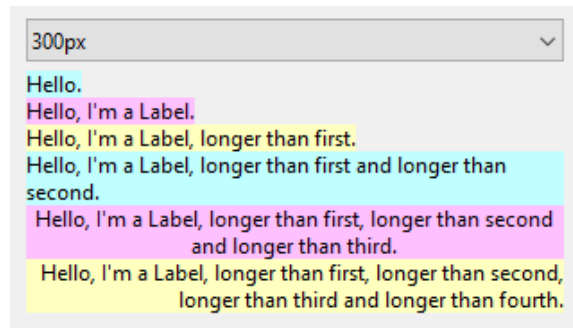 300px
Hello.
Hello, I'm a Label.
Hello, I'm a Label, longer than first.
Hello, I'm a Label, longer than first and longer than
second.
Hello, I'm a Label, longer than first, longer than second
and longer than third.
Hello, I'm a Label, longer than first, longer than second,
longer than third and longer than fourth.